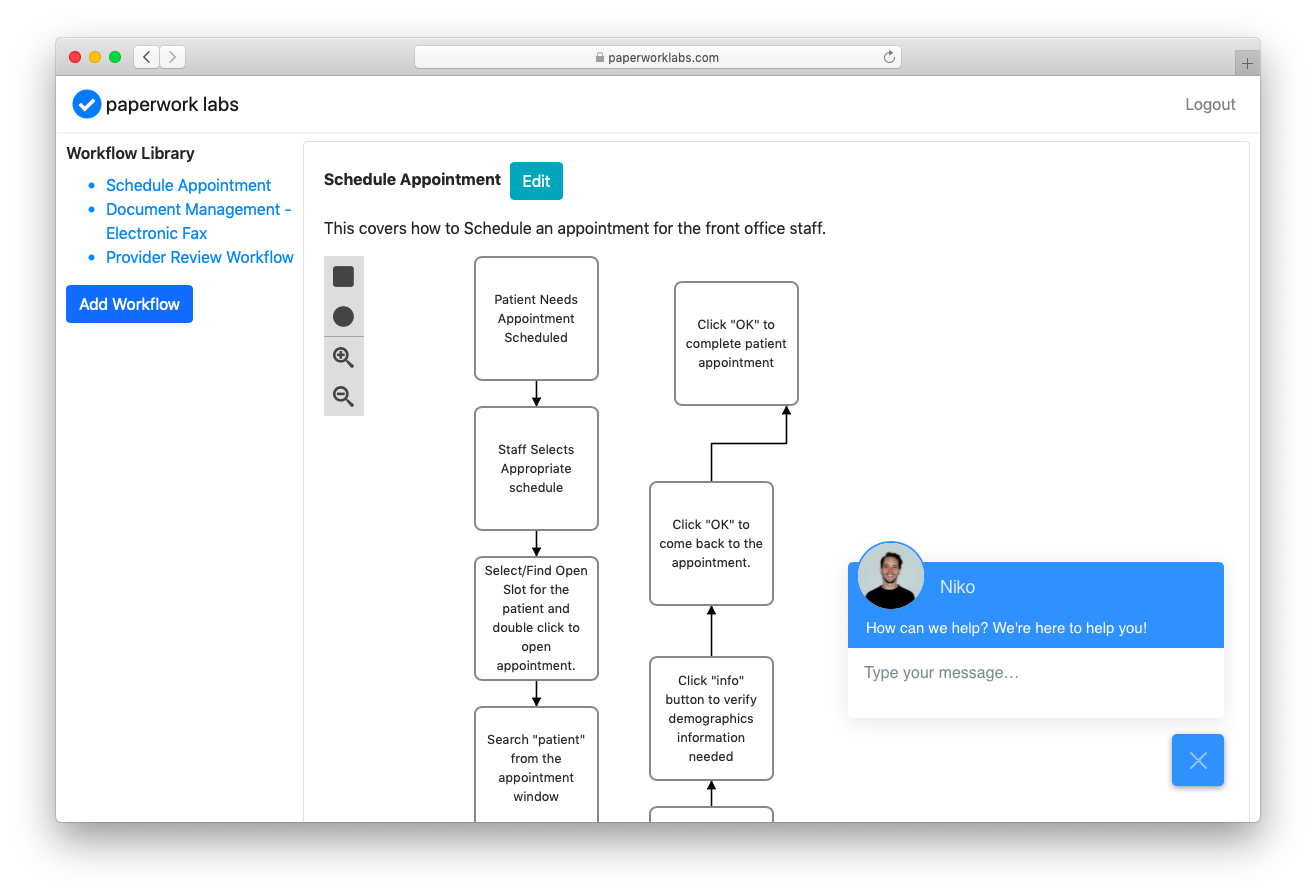 paperworklabs.com
paperwork labs
Logout
Workflow Library
Schedule Appointment
Document Management -
Electronic Fax
Provider Review Workflow
Add Workflow
Schedule Appointment
Edit
This covers how to Schedule an appointment for the front office staff.
Patient Needs
Appointment
Scheduled
Staff Selects
Appropriate
schedule
Select/Find Open
Slot for the
patient and
double click to
open
appointment.
Search "patient"
from the
appointment
window
Click "OK" to
complete patient
appointment
Click "OK" to
come back to the
appointment.
Click "info"
button to verify
demographics
information
needed
Niko
How can we help? We're here to help you!
Type your message...